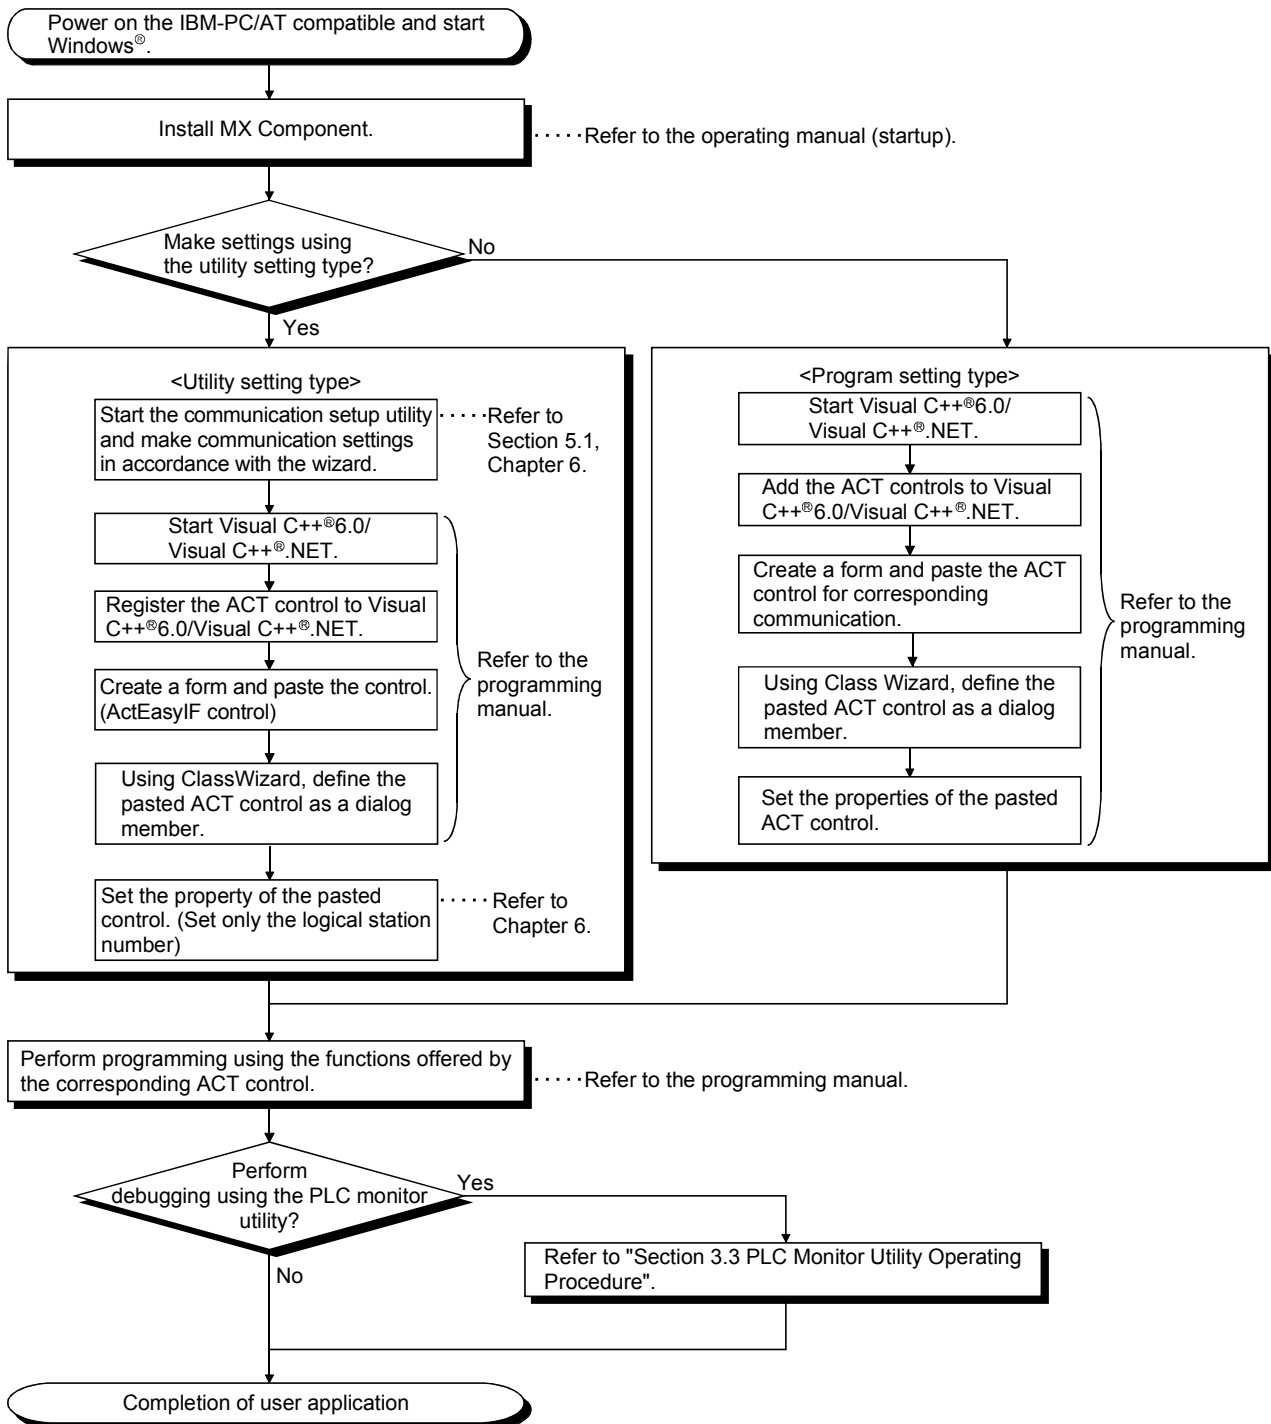 Power on the IBM-PC/AT compatible and start
Windows®.
Install MX Component.
·····Refer to the operating manual (startup).
Make settings using
the utility setting type?
No
Yes
<Utility setting type>
Start the communication setup utility
and make communication settings
in accordance with the wizard.
·····Refer to
Section 5.1,
Chapter 6.
Start Visual C++®6.0/
Visual C++®.NET.
Register the ACT control to Visual
C++®6.0/Visual C++®.NET.
Create a form and paste the control.
(ActEasyIF control)
Using ClassWizard, define the
pasted ACT control as a dialog
member.
Refer to the
programming
manual.
Set the property of the pasted
control. (Set only the logical station
number)
·····Refer to
Chapter 6.
<Program setting type>
Start Visual C++®6.0/
Visual C++®.NET.
Add the ACT controls to Visual
C++®6.0/Visual C++®.NET.
Create a form and paste the ACT
control for corresponding
communication.
Using Class Wizard, define the
pasted ACT control as a dialog
member.
Set the properties of the pasted
ACT control.
Refer to the
programming
manual.
Perform programming using the functions offered by
the corresponding ACT control.
·····Refer to the programming manual.
Perform
debugging using the PLC monitor
utility?
Yes
No
Refer to "Section 3.3 PLC Monitor Utility Operating
Procedure".
Completion of user application